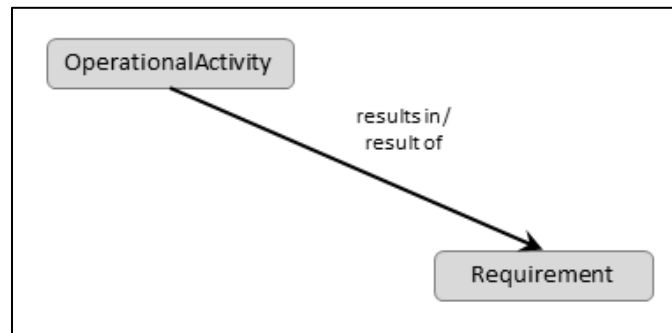 OperationalActivity
results in/
result of
Requirement